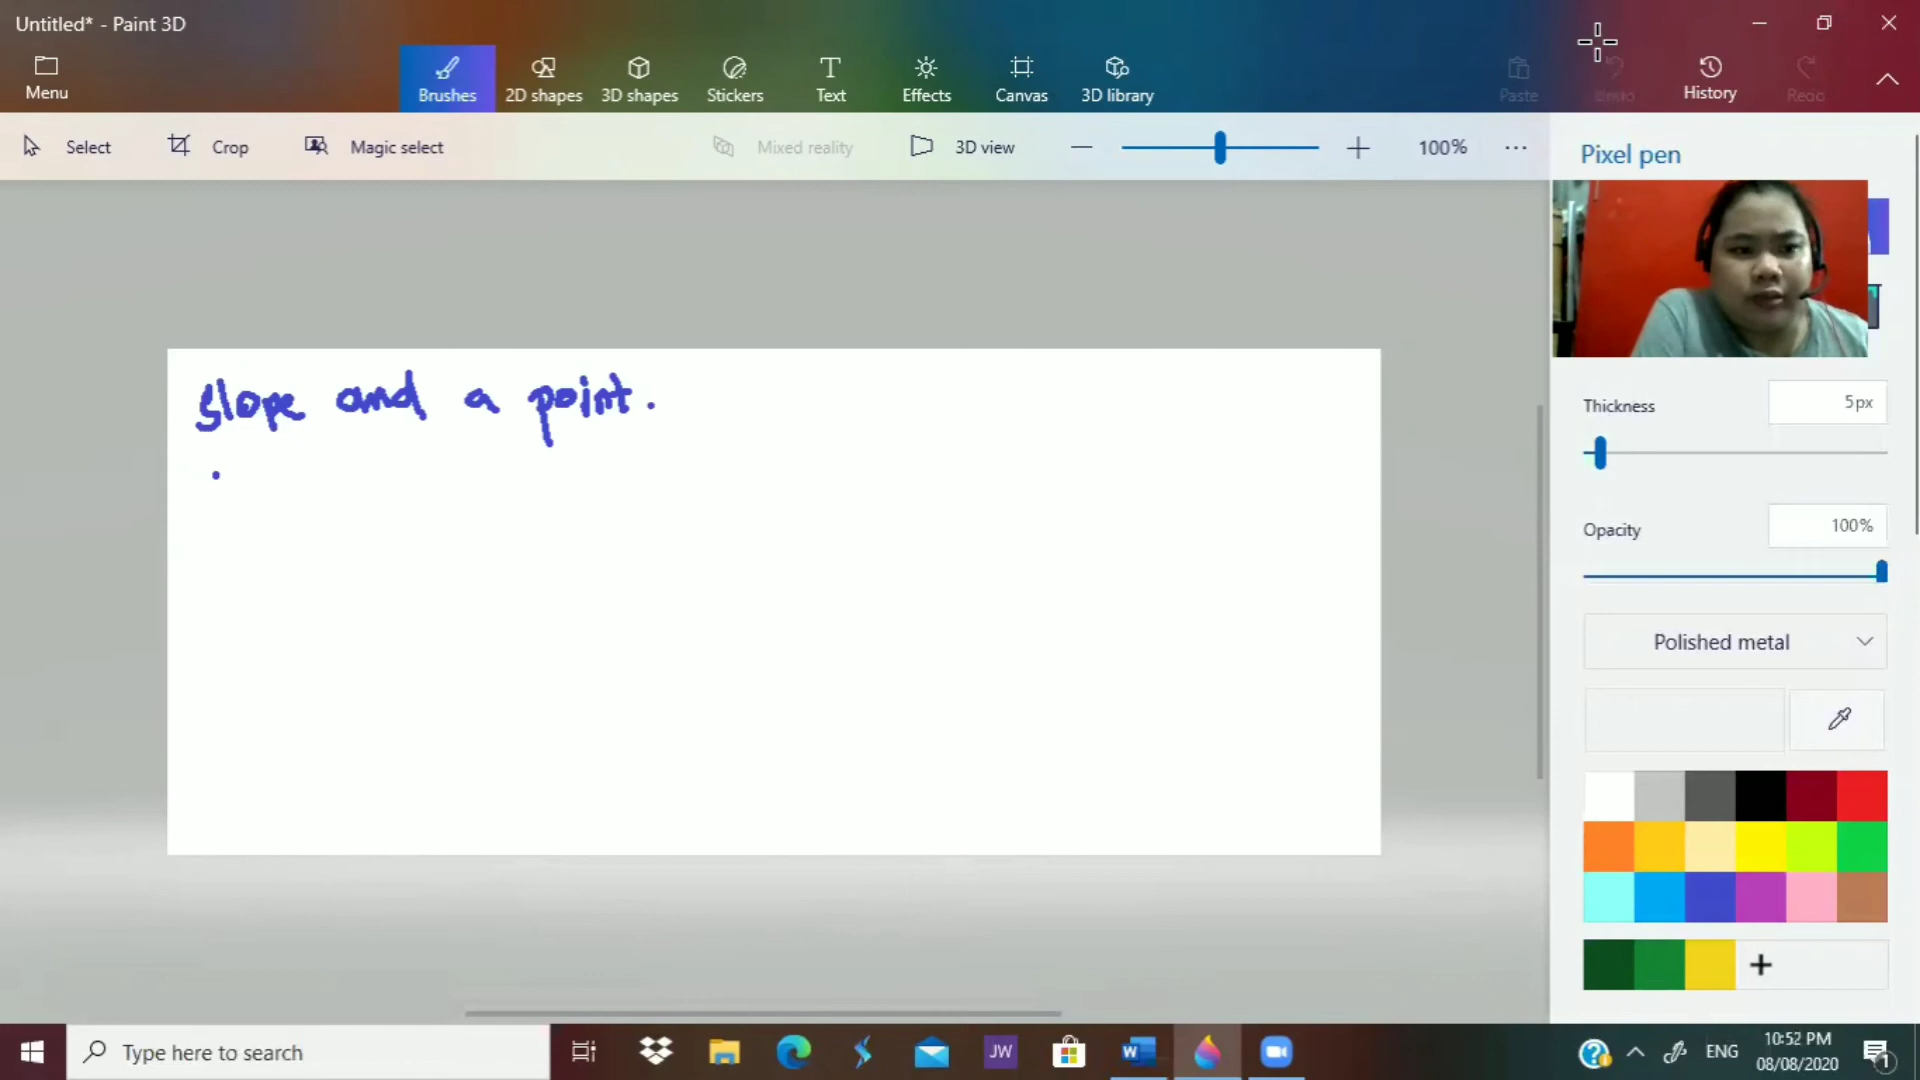 Untitled* - Paint 3D
Menu
Brushes
2D shapes
3D shapes
Stickers
Text
Effects
Canvas
3D library
Paste
Undo
History
Redo
Select
Crop
Magic select
Mixed reality
3D view
100%
Pixel pen
slope and a point.
Thickness
5px
Opacity
100%
Polished metal
Type here to search
JW
W
ENG
10:52 PM
08/08/2020
1